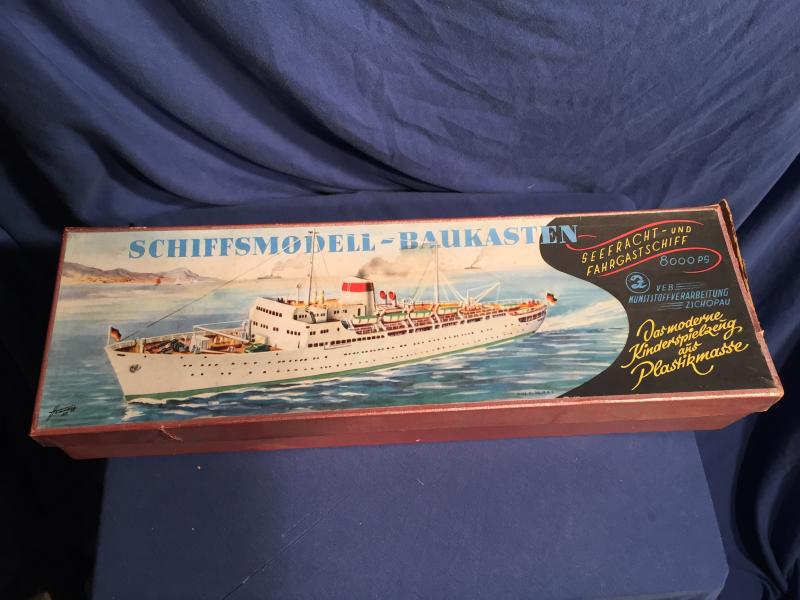 SCHIFFSMODELL-BAUKASTEN
SEEFRACHT- UND
FAHRGASTSCHIFF
8000 PS
VEB
KUNSTSTOFFVERARBEITUNG
ZSCHOPAU
Das moderne
Kinderspielzeug
aus
Plastikmasse